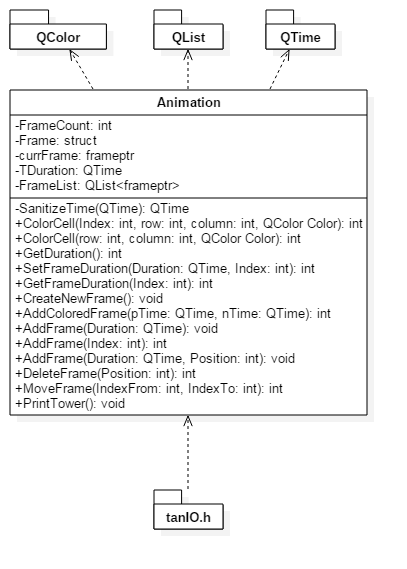 QColor
QList
QTime
Animation
-FrameCount: int
-Frame: struct
-currFrame: frameptr
-TDuration: QTime
-FrameList: QList<frameptr>
-SanitizeTime(QTime): QTime
+ColorCell(Index: int, row: int, column: int, QColor Color): int
+ColorCell(row: int, column: int, QColor Color): int
+GetDuration(): int
+SetFrameDuration(Duration: QTime, Index: int): int
+GetFrameDuration(Index: int): int
+CreateNewFrame(): void
+AddColoredFrame(pTime: QTime, nTime: QTime): int
+AddFrame(Duration: QTime): void
+AddFrame(Index: int): int
+AddFrame(Duration: QTime, Position: int): void
+DeleteFrame(Position: int): int
+MoveFrame(IndexFrom: int, IndexTo: int): int
+PrintTower(): void
tanIO.h